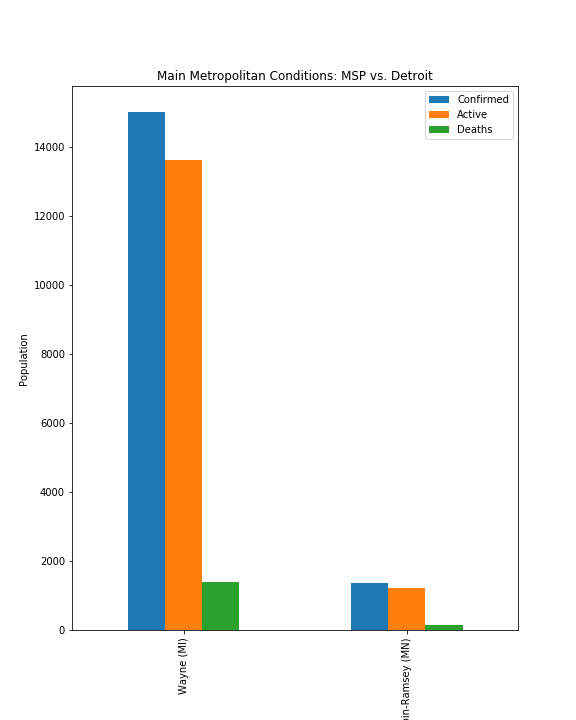 Main Metropolitan Conditions: MSP vs. Detroit
Confirmed
Active
Deaths
14000
12000
10000
8000
6000
4000
2000
0
Population
Wayne (MI)
pin-Ramsey (MN)